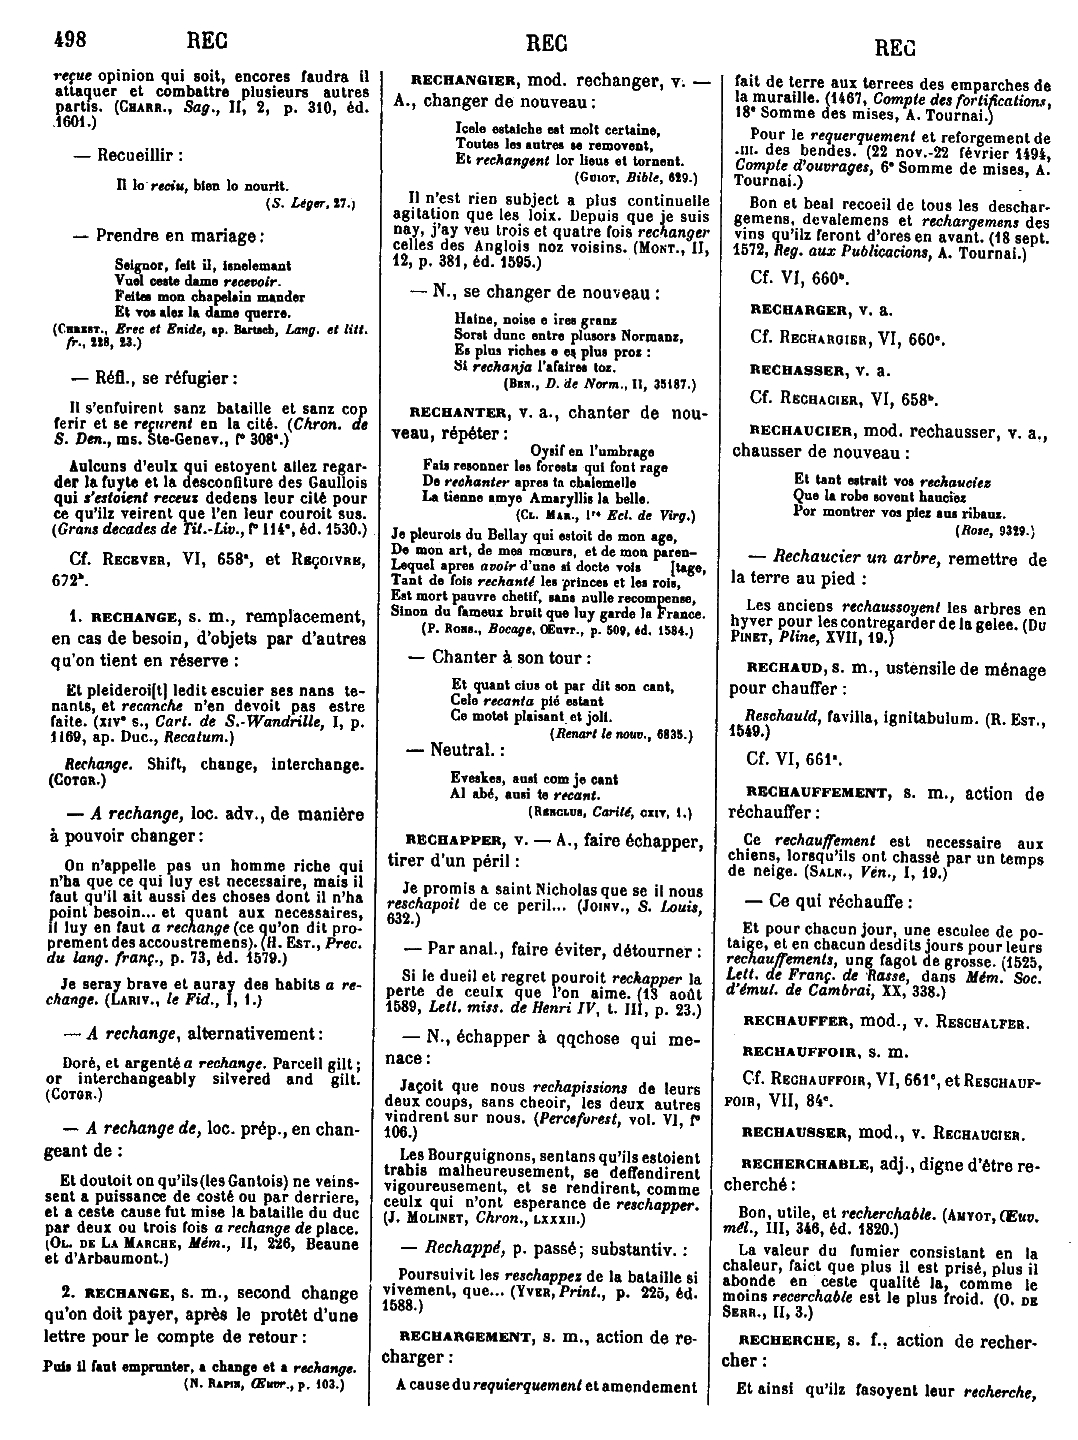 498 REC REC REC
reçue opinion qui soit, encores faudra il
attaquer et combattre plusieurs autres
partis. (CHARR., Sag., II, 2, p. 310, éd.
1601.)
— Recueillir :
Il lo reciu, bien lo nourit.
(S. Léger, 27.)
— Prendre en mariage :
Seignor, fait il, isnelemant
Vuel ceste dame recevoir.
Feites mon chapelain mander
Et vos alez la dame querre.
(CHREST., Erec et Enide, ap. Bartsch, Lang. et litt.
fr., 228, 23.)
— Réfl., se réfugier :
Il s'enfuirent sanz bataille et sanz cop
ferir et se reçurent en la cité. (Chron. de
S. Den., ms. Ste-Genev., f° 308ª.)
Aulcuns d'eulx qui estoyent allez regar-
der la fuyte et la desconfiture des Gaullois
qui s'estoient receuz dedens leur cité pour
ce qu'ilz veirent que l'en leur couroit sus.
(Grans decades de Tit.-Liv., f° 114ª, éd. 1530.)
Cf. RECEVER, VI, 658ª, et REÇOIVRE,
672ᵇ.
1. RECHANGE, s. m., remplacement,
en cas de besoin, d'objets par d'autres
qu'on tient en réserve :
Et pleideroi[t] ledit escuier ses nans te-
nants, et recanche n'en devoit pas estre
faite. (XIVᵉ s., Cart. de S.-Wandrille, I, p.
1169, ap. Duc., Recatum.)
Rechange. Shift, change, interchange.
(COTGR.)
— A rechange, loc. adv., de manière
à pouvoir changer :
On n'appelle pas un homme riche qui
n'ha que ce qui luy est necessaire, mais il
faut qu'il ait aussi des choses dont il n'ha
point besoin... et quant aux necessaires,
il luy en faut a rechange (ce qu'on dit pro-
prement des accoustremens). (H. EST., Prec.
du lang. franç., p. 73, éd. 1579.)
Je seray brave et auray des habits a re-
change. (LARIV., le Fid., I, 1.)
— A rechange, alternativement :
Doré, et argenté a rechange. Parcell gilt ;
or interchangeably silvered and gilt.
(COTGR.)
— A rechange de, loc. prép., en chan-
geant de :
Et doutoit on qu'ils (les Gantois) ne veins-
sent a puissance de costé ou par derriere,
et a ceste cause fut mise la bataille du duc
par deux ou trois fois a rechange de place.
(OL. DE LA MARCHE, Mém., II, 226, Beaune
et d'Arbaumont.)
2. RECHANGE, s. m., second change
qu'on doit payer, après le protêt d'une
lettre pour le compte de retour :
Puis il faut emprunter, a change et a rechange.
(N. RAPIN, Œuvr., p. 103.)
RECHANGIER, mod. rechanger, v. —
A., changer de nouveau :
Icele estaiche est molt certaine,
Toutes les autres se removent,
Et rechangent lor lieus et tornent.
(GUIOT, Bible, 629.)
Il n'est rien subject a plus continuelle
agitation que les loix. Depuis que je suis
nay, j'ay veu trois et quatre fois rechanger
celles des Anglois noz voisins. (MONT., II,
12, p. 381, éd. 1595.)
— N., se changer de nouveau :
Haine, noise e ires granz
Sorst dunc entre plusors Normanz,
Es plus riches e es plus proz :
Si rechanja l'afaires toz.
(BEN., D. de Norm., II, 35187.)
RECHANTER, v. a., chanter de nou-
veau, répéter :
Oysif en l'umbrage
Fais resonner les forests qui font rage
De rechanter apres ta chalemelle
La tienne amye Amaryllis la belle.
(CL. MAR., Iʳᵉ Ecl. de Virg.)
Je pleurois du Bellay qui estoit de mon age,
De mon art, de mes mœurs, et de mon paren-
Lequel apres avoir d'une si docte voix [tage,
Tant de fois rechanté les princes et les rois,
Est mort pauvre chetif, sans nulle recompense,
Sinon du fameux bruit que luy garde la France.
(P. RONS., Bocage, Œuvr., p. 509, éd. 1584.)
— Chanter à son tour :
Et quant cius ot par dit son cant,
Cele recanta pié estant
Ce motet plaisant et joli.
(Renart le nouv., 6835.)
— Neutral. :
Eveskes, ausi com je cant
Al abé, ausi te recant.
(RENCLUS, Carité, CXIV, 1.)
RECHAPPER, v. — A., faire échapper,
tirer d'un péril :
Je promis a saint Nicholas que se il nous
reschapoit de ce peril... (JOINV., S. Louis,
632.)
— Par anal., faire éviter, détourner :
Si le dueil et regret pouroit reckapper la
perte de ceulx que l'on aime. (13 août
1589, Lett. miss. de Henri IV, t. III, p. 23.)
— N., échapper à qqchose qui me-
nace :
Jaçoit que nous rechapissions de leurs
deux coups, sans cheoir, les deux autres
vindrent sur nous. (Perceforest, vol. VI, f°
106.)
Les Bourguignons, sentans qu'ils estoient
trahis malheureusement, se deffendirent
vigoureusement, et se rendirent, comme
ceulx qui n'ont esperance de reschapper.
(J. MOLINET, Chron., LXXXII.)
— Rechappé, p. passé ; substantiv. :
Poursuivit les reschappez de la bataille si
vivement, que... (YVER, Print., p. 225, éd.
1588.)
RECHARGEMENT, s. m., action de re-
charger :
A cause du requierquement et amendement
fait de terre aux terrees des emparches de
la muraille. (1467, Compte des fortifications,
18ᵉ Somme des mises, A. Tournai.)
Pour le requerquement et reforgement de
.III. des bendes. (22 nov.-22 février 1494,
Compte d'ouvrages, 6ᵉ Somme de mises, A.
Tournai.)
Bon et beal recoeil de tous les deschar-
gemens, devalemens et rechargemens des
vins qu'ilz feront d'ores en avant. (18 sept.
1572, Reg. aux Publicacions, A. Tournai.)
Cf. VI, 660ᵇ.
RECHARGER, v. a.
Cf. RECHARGIER, VI, 660ᶜ.
RECHASSER, v. a.
Cf. RECHACIER, VI, 658ᵇ.
RECHAUCIER, mod. rechausser, v. a.,
chausser de nouveau :
Et tant estrait vos rechauciez
Que la robe sovent hauciez
Por montrer vos piez aus ribauz.
(Rose, 9329.)
— Rechaucier un arbre, remettre de
la terre au pied :
Les anciens rechaussoyent les arbres en
hyver pour les contregarder de la gelee. (DU
PINET, Pline, XVII, 19.)
RECHAUD, s. m., ustensile de ménage
pour chauffer :
Reschauld, favilla, ignitabulum. (R. EST.,
1549.)
Cf. VI, 661ª.
RECHAUFFEMENT, s. m., action de
réchauffer :
Ce rechauffement est necessaire aux
chiens, lorsqu'ils ont chassé par un temps
de neige. (SALN., Vén., I, 19.)
— Ce qui réchauffe :
Et pour chacun jour, une esculee de po-
taige, et en chacun desdits jours pour leurs
rechauffements, ung fagot de grosse. (1525,
Lett. de Franç. de Rasse, dans Mém. Soc.
d'émul. de Cambrai, XX, 338.)
RECHAUFFER, mod., v. RESCHALFER.
RECHAUFFOIR, s. m.
Cf. RECHAUFFOIR, VI, 661ᶜ, et RESCHAUF-
FOIR, VII, 84ᶜ.
RECHAUSSER, mod., v. RECHAUCIER.
RECHERCHABLE, adj., digne d'être re-
cherché :
Bon, utile, et recherchable. (AMYOT, Œuv.
mêl., III, 346, éd. 1820.)
La valeur du fumier consistant en la
chaleur, faict que plus il est prisé, plus il
abonde en ceste qualité la, comme le
moins recerchable est le plus froid. (O. DE
SERR., II, 3.)
RECHERCHE, s. f., action de recher-
cher :
Et ainsi qu'ilz fasoyent leur recherche,